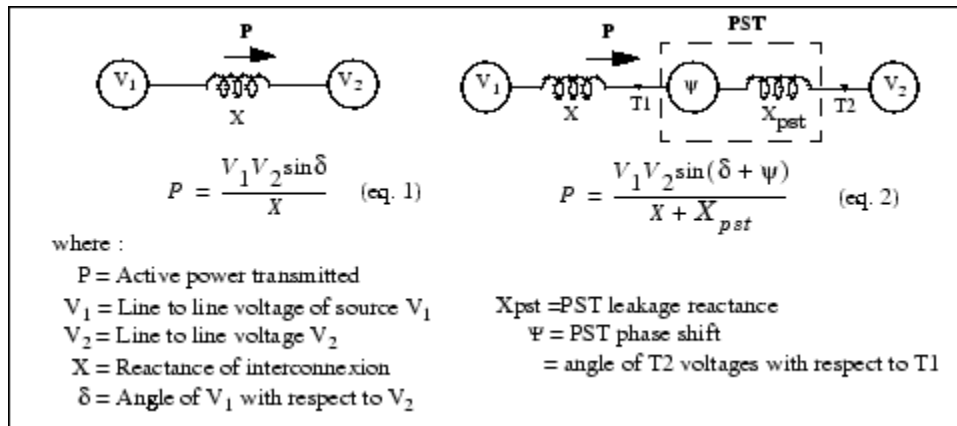 P
V1
X
V2
P = V1V2sinδ / X (eq. 1)
PST
P
V1
X
T1
Ψ
Xpst
T2
V2
P = V1V2sin(δ + ψ) / X + Xpst (eq. 2)
where :
P = Active power transmitted
V1 = Line to line voltage of source V1
V2 = Line to line voltage V2
X = Reactance of interconnexion
δ = Angle of V1 with respect to V2
Xpst =PST leakage reactance
Ψ = PST phase shift
= angle of T2 voltages with respect to T1